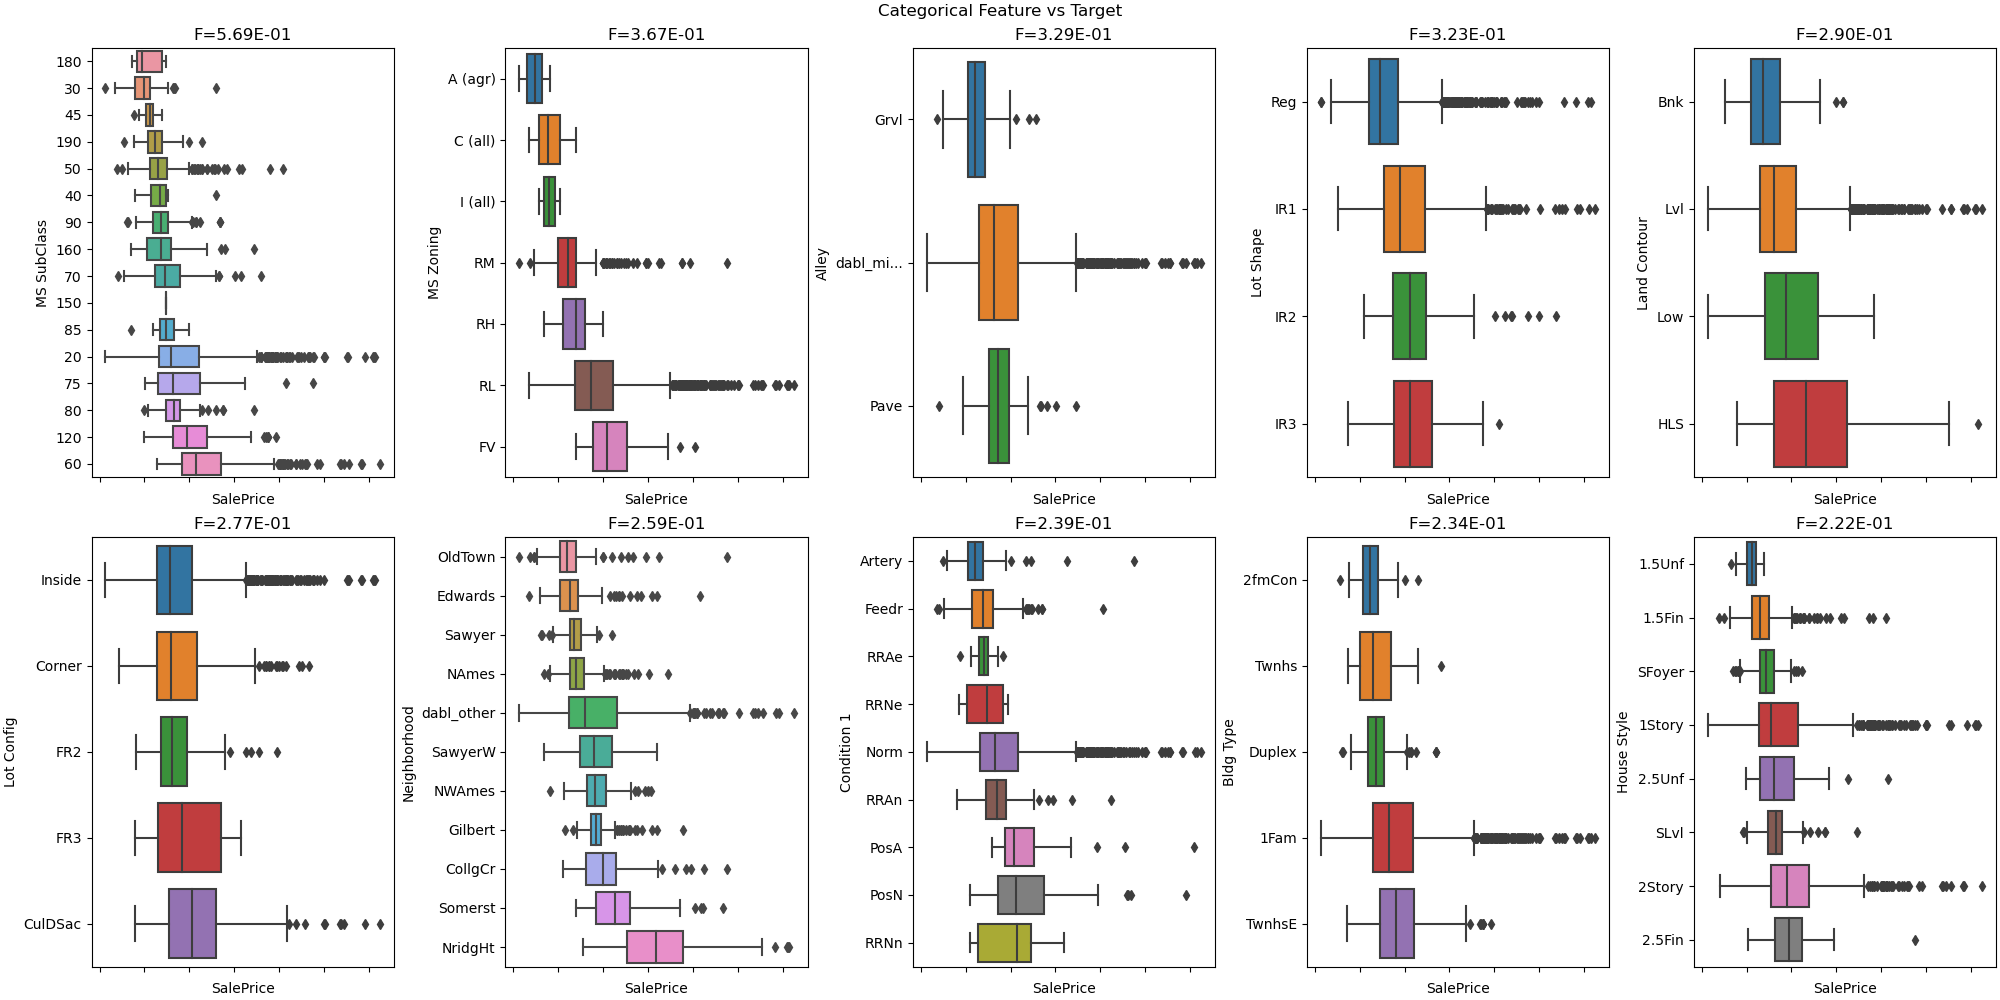 Categorical Feature vs Target
F=5.69E-01
MS SubClass
180
30
45
190
50
40
90
160
70
150
85
20
75
80
120
60
SalePrice
F=3.67E-01
MS Zoning
A (agr)
C (all)
I (all)
RM
RH
RL
FV
SalePrice
F=3.29E-01
Alley
Grvl
dabl_mi...
Pave
SalePrice
F=3.23E-01
Lot Shape
Reg
IR1
IR2
IR3
SalePrice
F=2.90E-01
Land Contour
Bnk
Lvl
Low
HLS
SalePrice
F=2.77E-01
Lot Config
Inside
Corner
FR2
FR3
CulDSac
SalePrice
F=2.59E-01
Neighborhood
OldTown
Edwards
Sawyer
NAmes
dabl_other
SawyerW
NWAmes
Gilbert
CollgCr
Somerst
NridgHt
SalePrice
F=2.39E-01
Condition 1
Artery
Feedr
RRAe
RRNe
Norm
RRAn
PosA
PosN
RRNn
SalePrice
F=2.34E-01
Bldg Type
2fmCon
Twnhs
Duplex
1Fam
TwnhsE
SalePrice
F=2.22E-01
House Style
1.5Unf
1.5Fin
SFoyer
1Story
2.5Unf
SLvl
2Story
2.5Fin
SalePrice